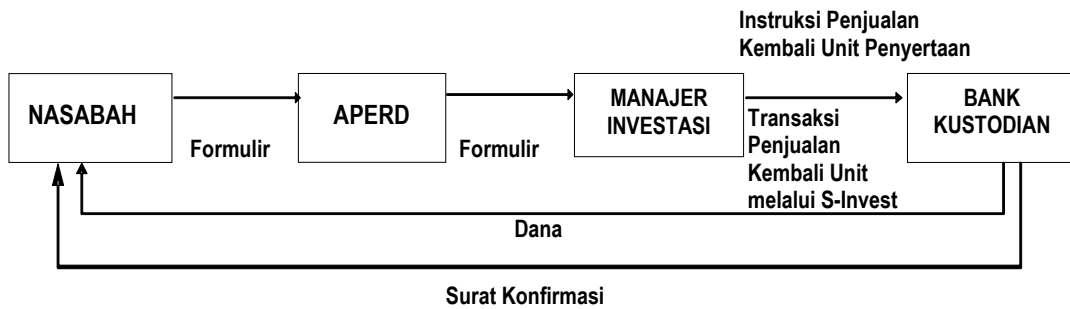 Instruksi Penjualan
Kembali Unit Penyertaan
NASABAH
Formulir
APERD
Formulir
MANAJER
INVESTASI
Transaksi
Penjualan
Kembali Unit
melalui S-Invest
BANK
KUSTODIAN
Dana
Surat Konfirmasi